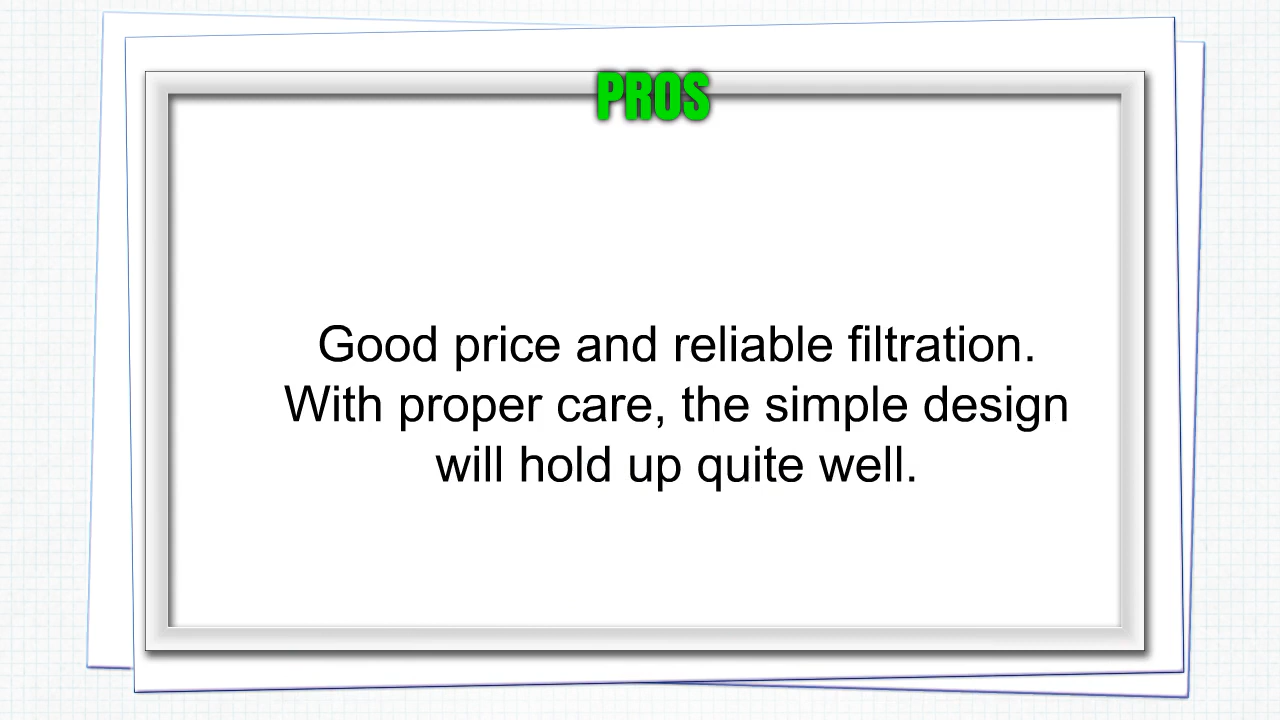 PROS
Good price and reliable filtration.
With proper care, the simple design
will hold up quite well.